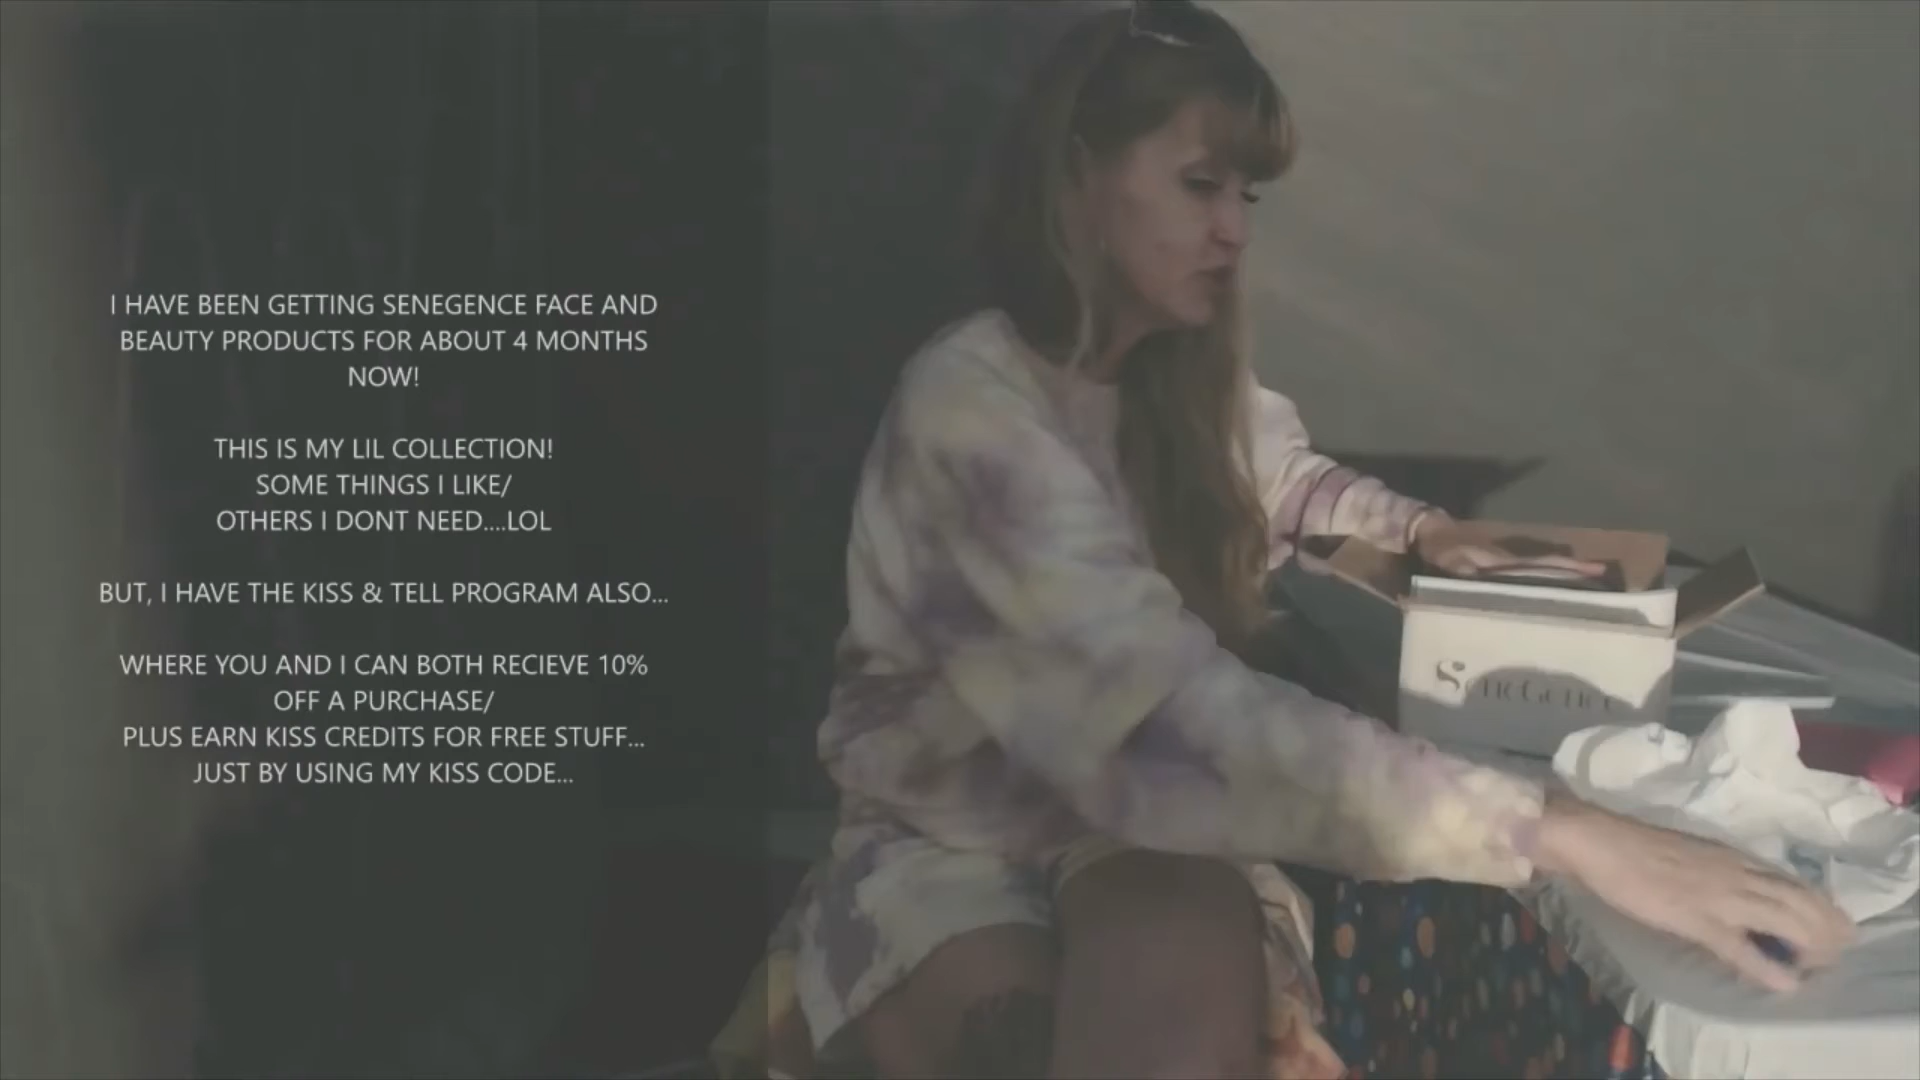 I HAVE BEEN GETTING SENEGENCE FACE AND
BEAUTY PRODUCTS FOR ABOUT 4 MONTHS
NOW!
THIS IS MY LIL COLLECTION!
SOME THINGS I LIKE/
OTHERS I DONT NEED....LOL
BUT, I HAVE THE KISS & TELL PROGRAM ALSO...
WHERE YOU AND I CAN BOTH RECIEVE 10%
OFF A PURCHASE/
PLUS EARN KISS CREDITS FOR FREE STUFF...
JUST BY USING MY KISS CODE...
SeneGence